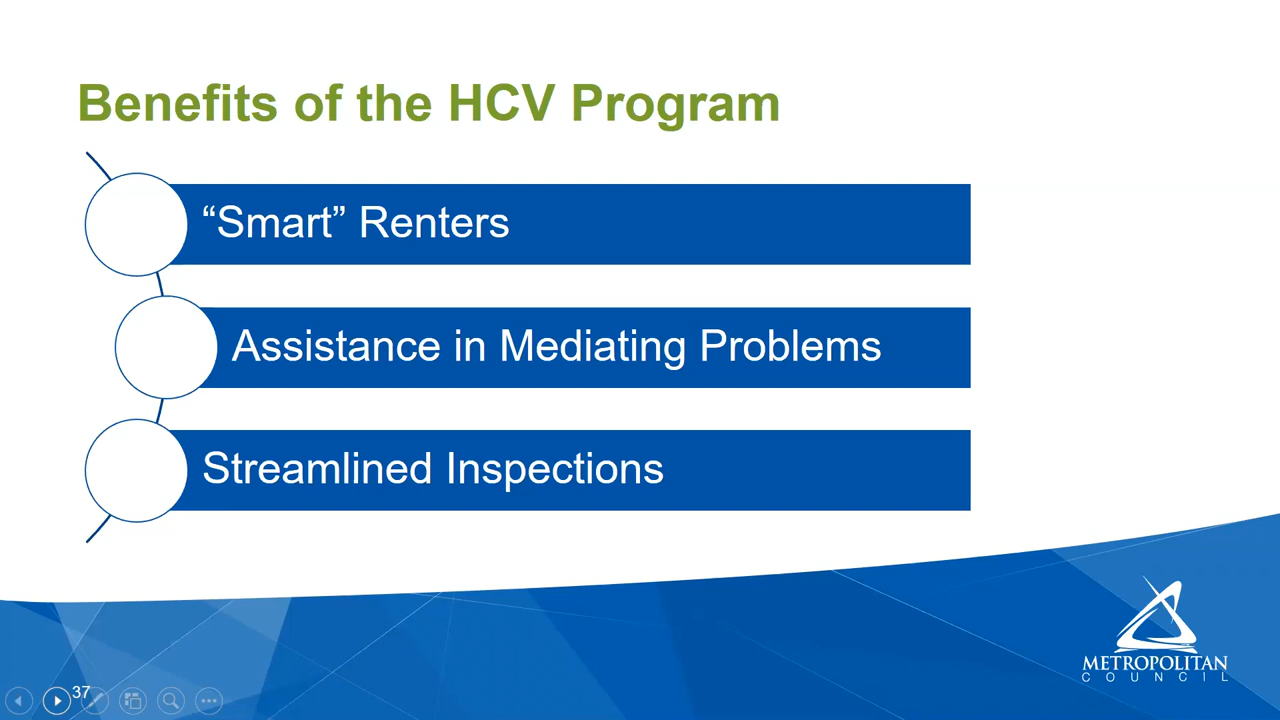 Benefits of the HCV Program
“Smart” Renters
Assistance in Mediating Problems
Streamlined Inspections
METROPOLITAN
COUNCIL
37